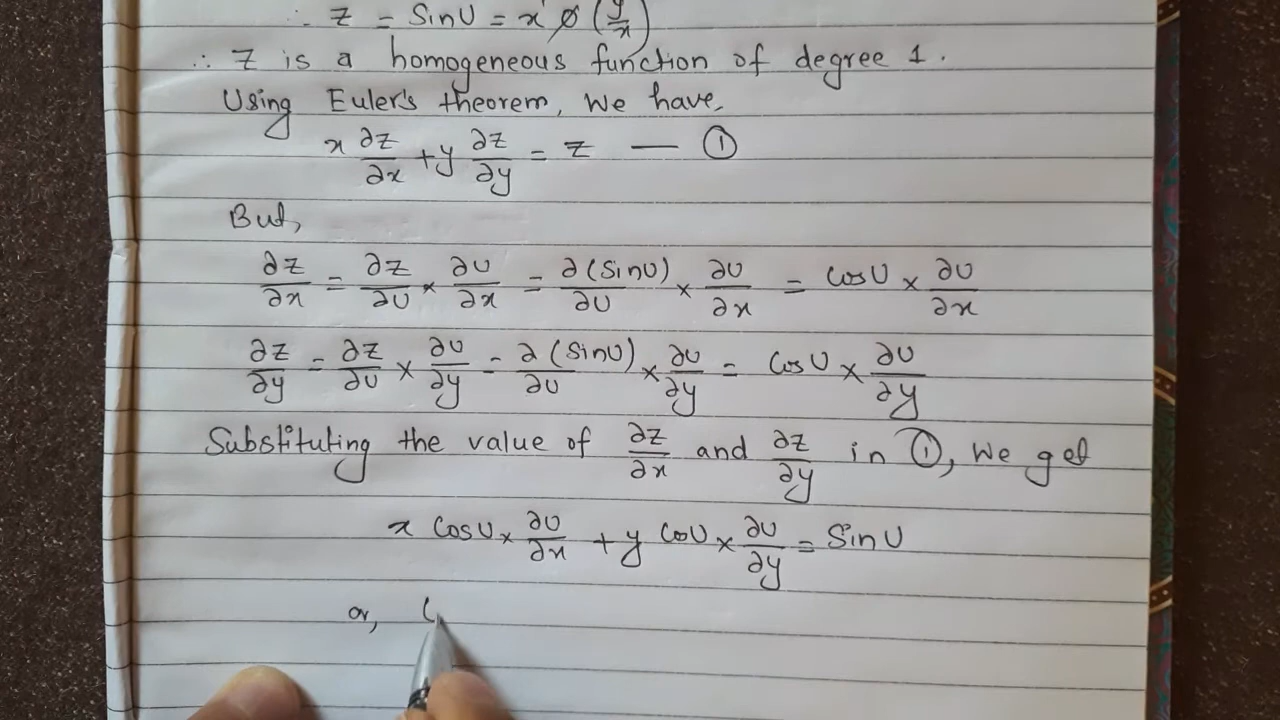 ∴ Z = Sinu = x' ϕ (y/x)
∴ Z is a homogeneous function of degree 1.
Using Euler's theorem, we have,
x ∂z/∂x + y ∂z/∂y = z — ①
But,
∂z/∂x = ∂z/∂u × ∂u/∂x = ∂(Sinu)/∂u × ∂u/∂x = Cosu × ∂u/∂x
∂z/∂y = ∂z/∂u × ∂u/∂y = ∂(Sinu)/∂u × ∂u/∂y = Cosu × ∂u/∂y
Substituting the value of ∂z/∂x and ∂z/∂y in ①, we get
x Cosu × ∂u/∂x + y Cosu × ∂u/∂y = Sinu
or, (